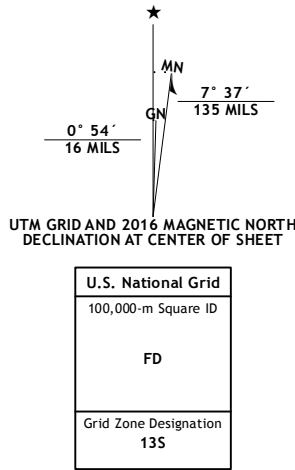 ★
MN
7° 37´
135 MILS
GN
0° 54´
16 MILS
UTM GRID AND 2016 MAGNETIC NORTH
DECLINATION AT CENTER OF SHEET
U.S. National Grid
100,000-m Square ID
FD
Grid Zone Designation
13S